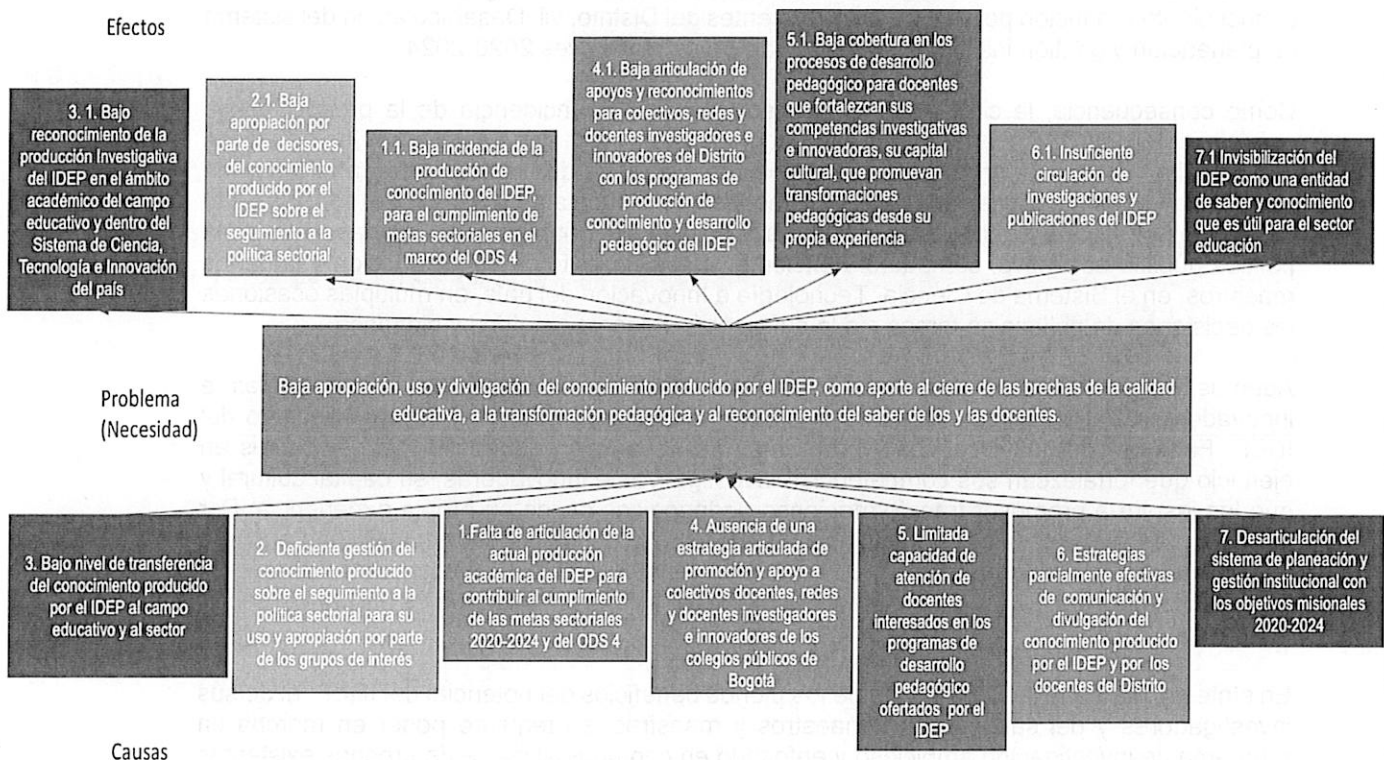 Efectos
3. 1. Bajo
reconocimiento de la
producción Investigativa
del IDEP en el ámbito
académico del campo
educativo y dentro del
Sistema de Ciencia,
Tecnología e Innovación
del país
2.1. Baja
apropiación por
parte de decisores,
del conocimiento
producido por el
IDEP sobre el
seguimiento a la
política sectorial
1.1. Baja incidencia de la
producción de
conocimiento del IDEP,
para el cumplimiento de
metas sectoriales en el
marco del ODS 4
4.1. Baja articulación de
apoyos y reconocimientos
para colectivos, redes y
docentes investigadores e
innovadores del Distrito
con los programas de
producción de
conocimiento y desarrollo
pedagógico del IDEP
5.1. Baja cobertura en los
procesos de desarrollo
pedagógico para docentes
que fortalezcan sus
competencias investigativas
e innovadoras, su capital
cultural, que promuevan
transformaciones
pedagógicas desde su
propia experiencia
6.1. Insuficiente
circulación de
investigaciones y
publicaciones del IDEP
7.1 Invisibilización del
IDEP como una entidad
de saber y conocimiento
que es útil para el sector
educación
Problema
(Necesidad)
Baja apropiación, uso y divulgación del conocimiento producido por el IDEP, como aporte al cierre de las brechas de la calidad
educativa, a la transformación pedagógica y al reconocimiento del saber de los y las docentes.
3. Bajo nivel de transferencia
del conocimiento producido
por el IDEP al campo
educativo y al sector
2. Deficiente gestión del
conocimiento producido
sobre el seguimiento a la
política sectorial para su
uso y apropiación por parte
de los grupos de interés
1.Falta de articulación de la
actual producción
académica del IDEP para
contribuir al cumplimiento
de las metas sectoriales
2020-2024 y del ODS 4
4. Ausencia de una
estrategia articulada de
promoción y apoyo a
colectivos docentes, redes
y docentes investigadores
e innovadores de los
colegios públicos de
Bogotá
5. Limitada
capacidad de
atención de
docentes
interesados en los
programas de
desarrollo
pedagógico
ofertados por el
IDEP
6. Estrategias
parcialmente efectivas
de comunicación y
divulgación del
conocimiento producido
por el IDEP y por los
docentes del Distrito
7. Desarticulación del
sistema de planeación y
gestión institucional con
los objetivos misionales
2020-2024
Causas